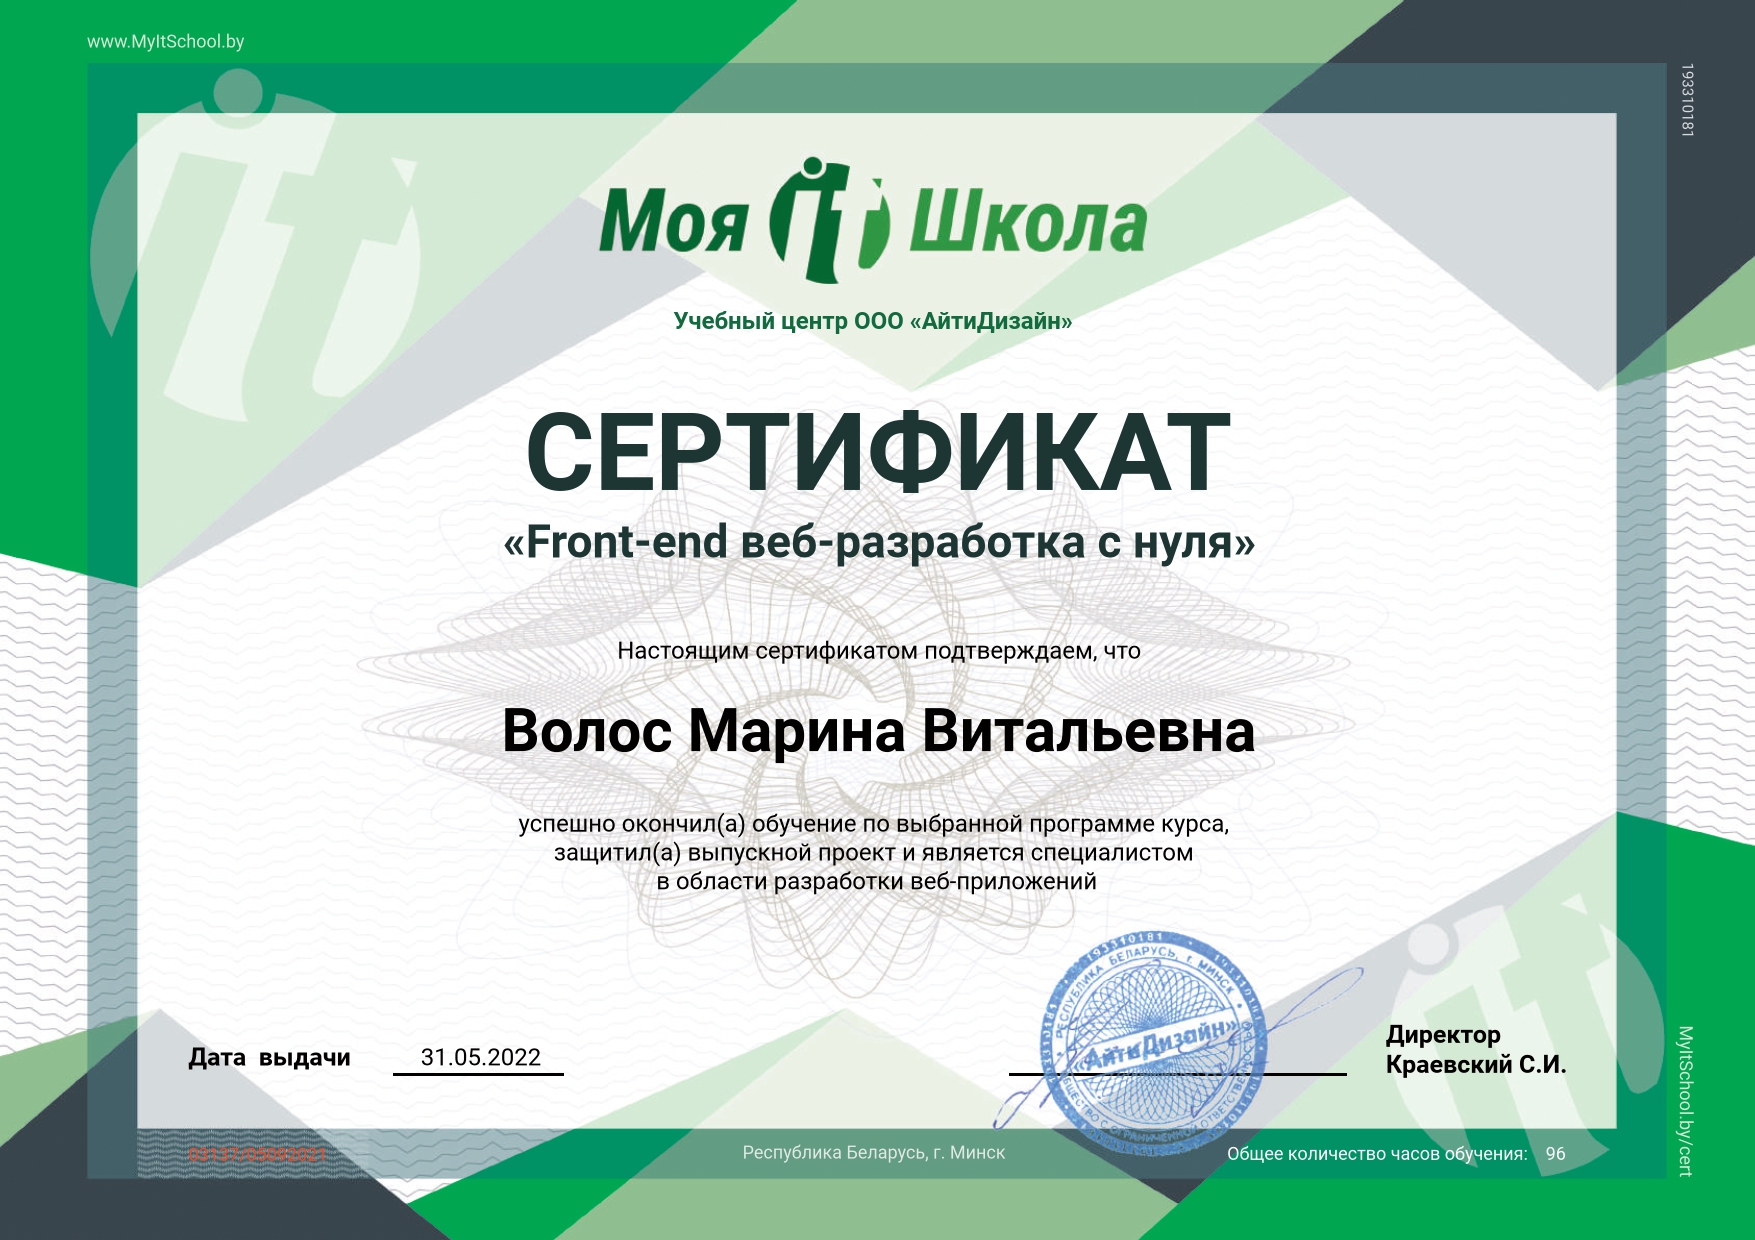 www.MyItSchool.by
193310181
Моя it Школа
Учебный центр ООО «АйтиДизайн»
СЕРТИФИКАТ
«Front-end веб-разработка с нуля»
Настоящим сертификатом подтверждаем, что
Волос Марина Витальевна
успешно окончил(а) обучение по выбранной программе курса,
защитил(а) выпускной проект и является специалистом
в области разработки веб-приложений
193310181
РЕСПУБЛИКА БЕЛАРУСЬ, г. МИНСК
«АйтиДизайн»
Дата выдачи 31.05.2022
Директор
Краевский С.И.
MyItSchool.by/cert
Республика Беларусь, г. Минск
Общее количество часов обучения: 96